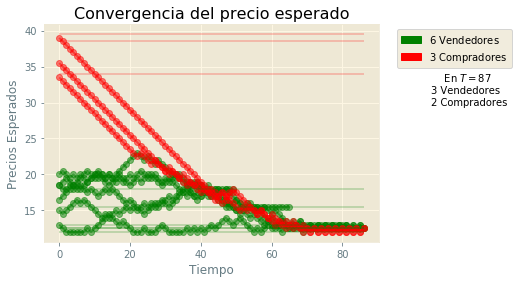 Convergencia del precio esperado
Precios Esperados
40
35
30
25
20
15
0
20
40
60
80
Tiempo
6 Vendedores
3 Compradores
En T = 87
3 Vendedores
2 Compradores